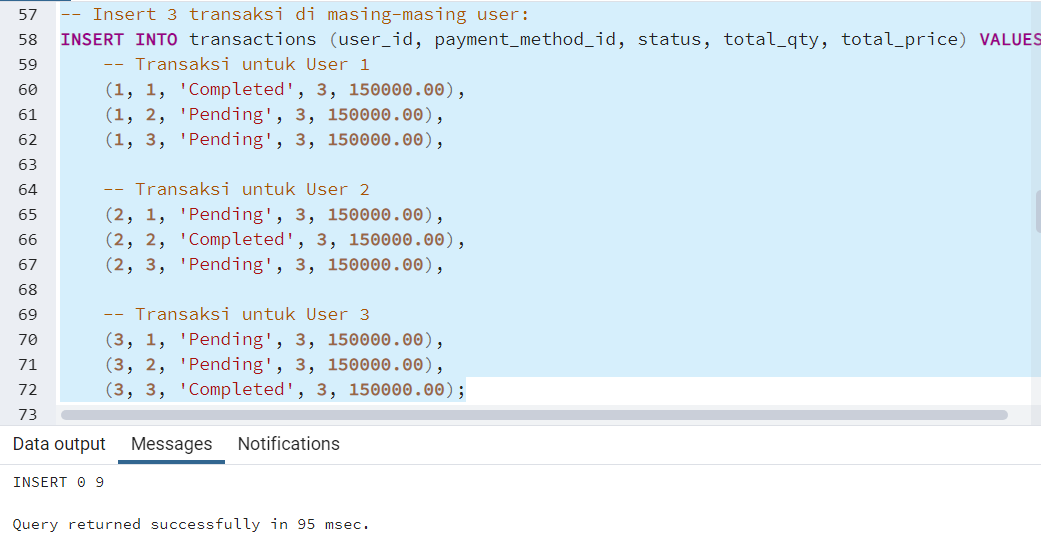 57 -- Insert 3 transaksi di masing-masing user:
58 INSERT INTO transactions (user_id, payment_method_id, status, total_qty, total_price) VALUES
59 -- Transaksi untuk User 1
60 (1, 1, 'Completed', 3, 150000.00),
61 (1, 2, 'Pending', 3, 150000.00),
62 (1, 3, 'Pending', 3, 150000.00),
63
64 -- Transaksi untuk User 2
65 (2, 1, 'Pending', 3, 150000.00),
66 (2, 2, 'Completed', 3, 150000.00),
67 (2, 3, 'Pending', 3, 150000.00),
68
69 -- Transaksi untuk User 3
70 (3, 1, 'Pending', 3, 150000.00),
71 (3, 2, 'Pending', 3, 150000.00),
72 (3, 3, 'Completed', 3, 150000.00);
73
Data output Messages Notifications
INSERT 0 9
Query returned successfully in 95 msec.